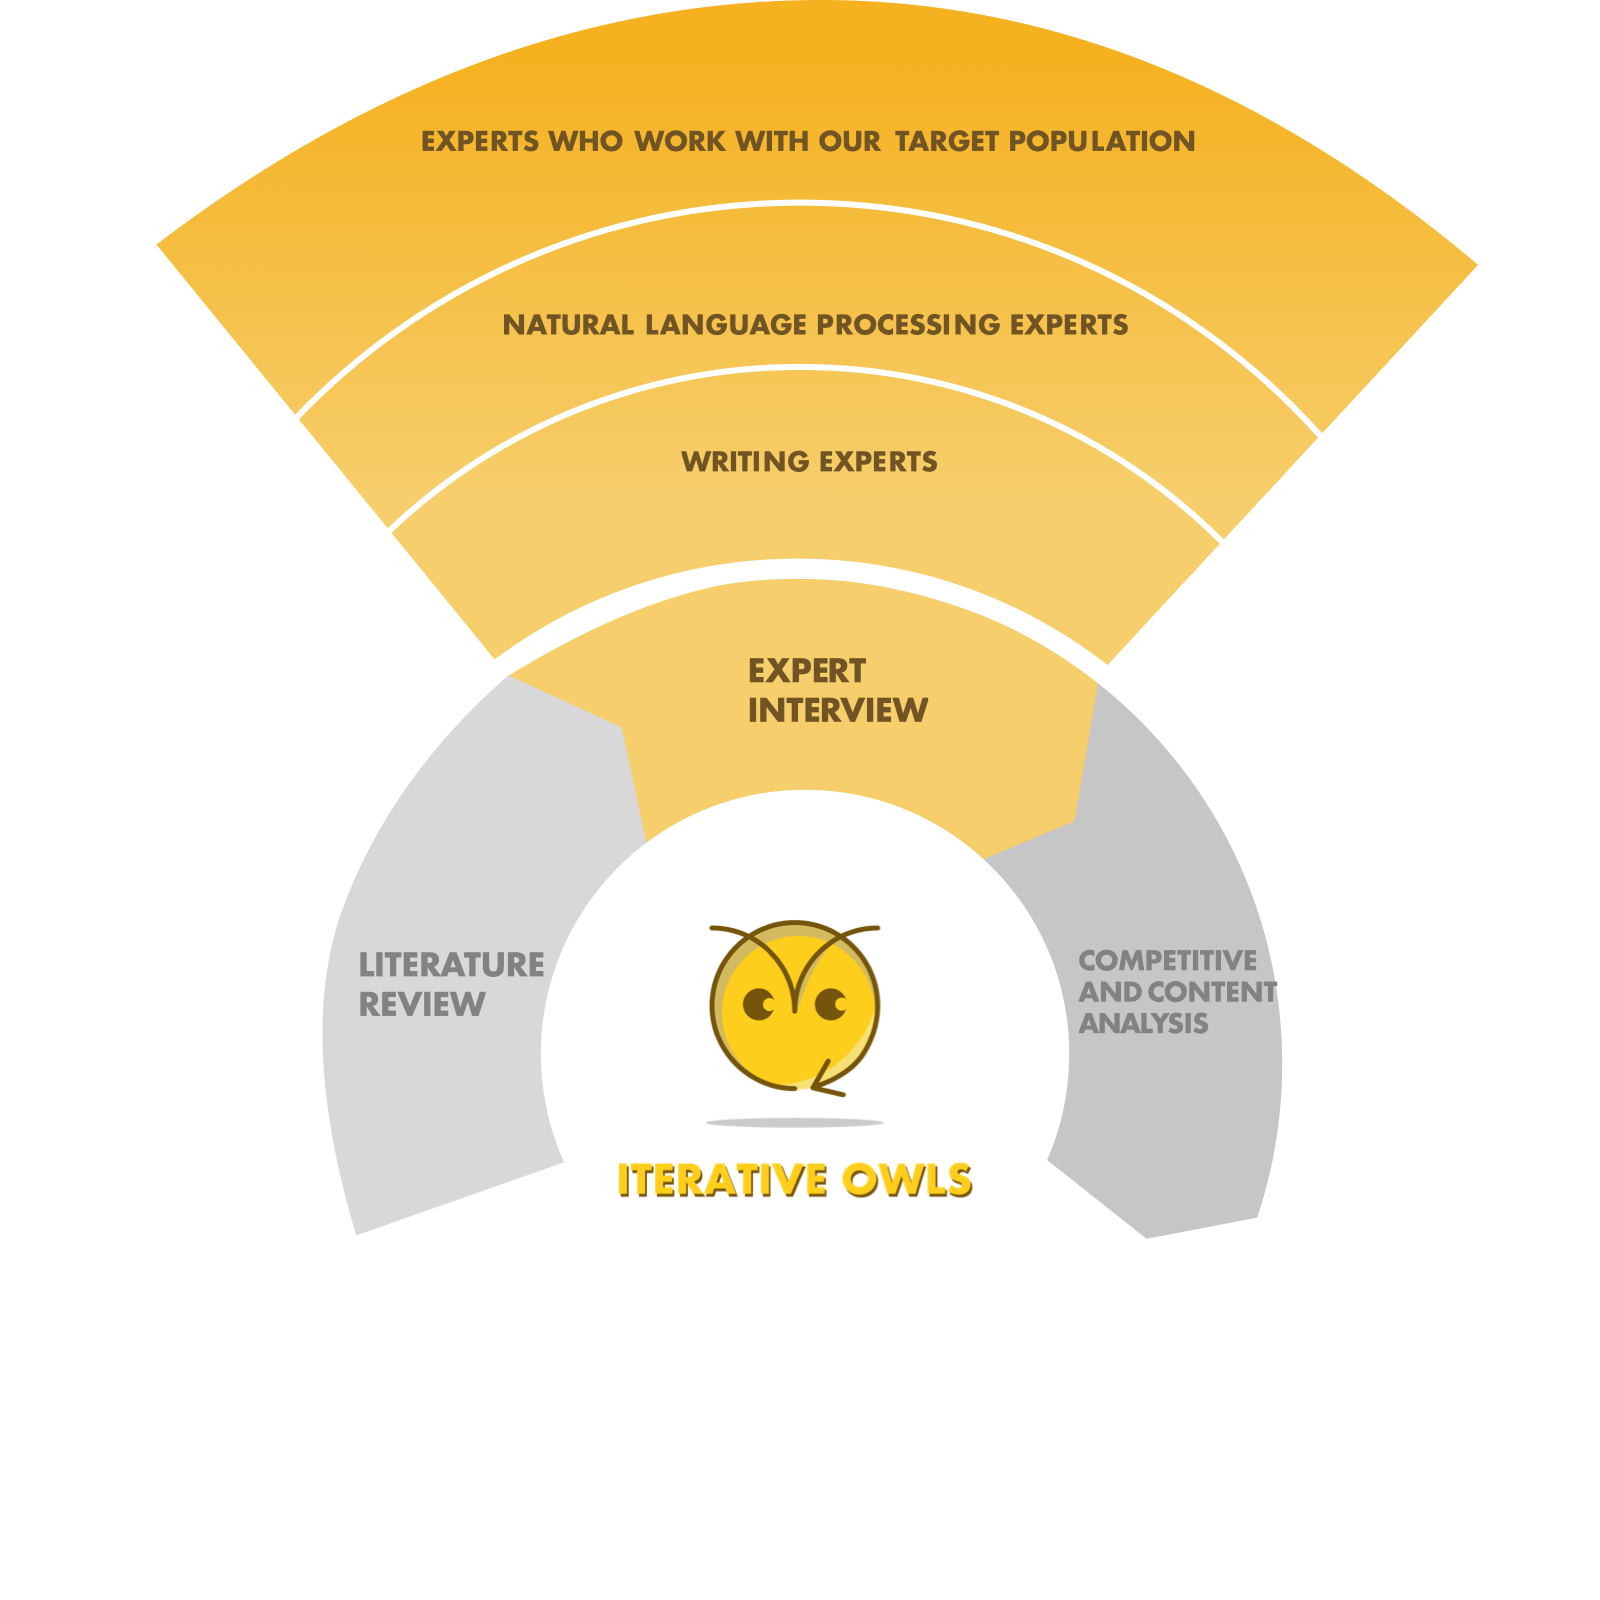 EXPERTS WHO WORK WITH OUR TARGET POPULATION
NATURAL LANGUAGE PROCESSING EXPERTS
WRITING EXPERTS
EXPERT
INTERVIEW
LITERATURE
REVIEW
COMPETITIVE
AND CONTENT
ANALYSIS
ITERATIVE OWLS